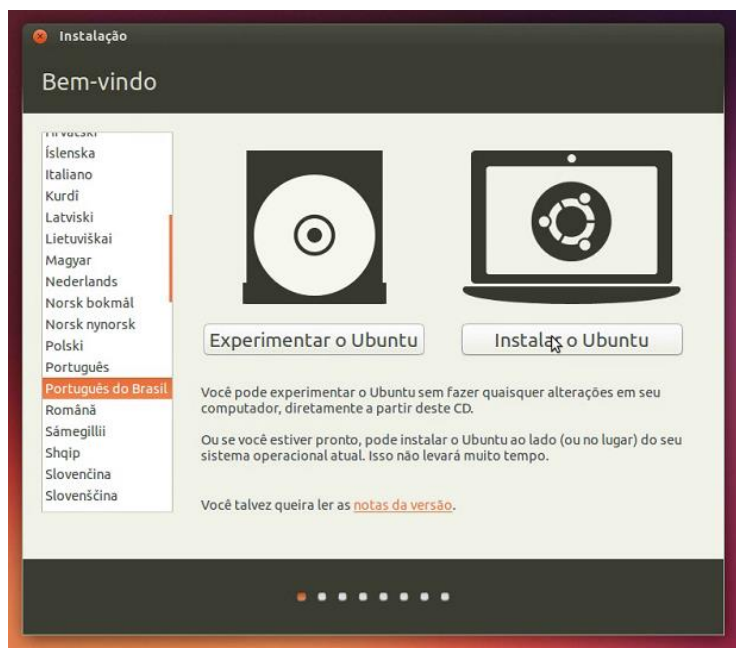 Instalação
Bem-vindo
Hrvatski
Íslenska
Italiano
Kurdî
Latviski
Lietuviškai
Magyar
Nederlands
Norsk bokmål
Norsk nynorsk
Polski
Português
Português do Brasil
Română
Sámegillii
Shqip
Slovenčina
Slovenščina
Experimentar o Ubuntu
Instalar o Ubuntu
Você pode experimentar o Ubuntu sem fazer quaisquer alterações em seu
computador, diretamente a partir deste CD.
Ou se você estiver pronto, pode instalar o Ubuntu ao lado (ou no lugar) do seu
sistema operacional atual. Isso não levará muito tempo.
Você talvez queira ler as notas da versão.